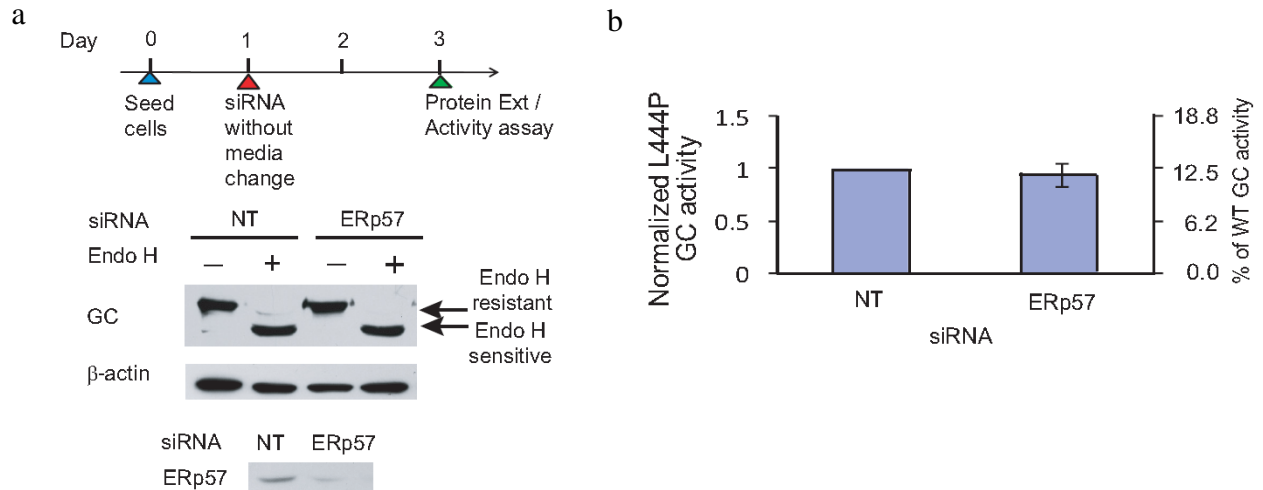 a
Day 0 1 2 3
Seed
cells
siRNA
without
media
change
Protein Ext /
Activity assay
siRNA NT ERp57
Endo H — + — +
GC
Endo H
resistant
Endo H
sensitive
β-actin
siRNA NT ERp57
ERp57
b
Normalized L444P
GC activity
1.5
1
0.5
0
18.8
12.5
6.2
0.0
% of WT GC activity
NT ERp57
siRNA